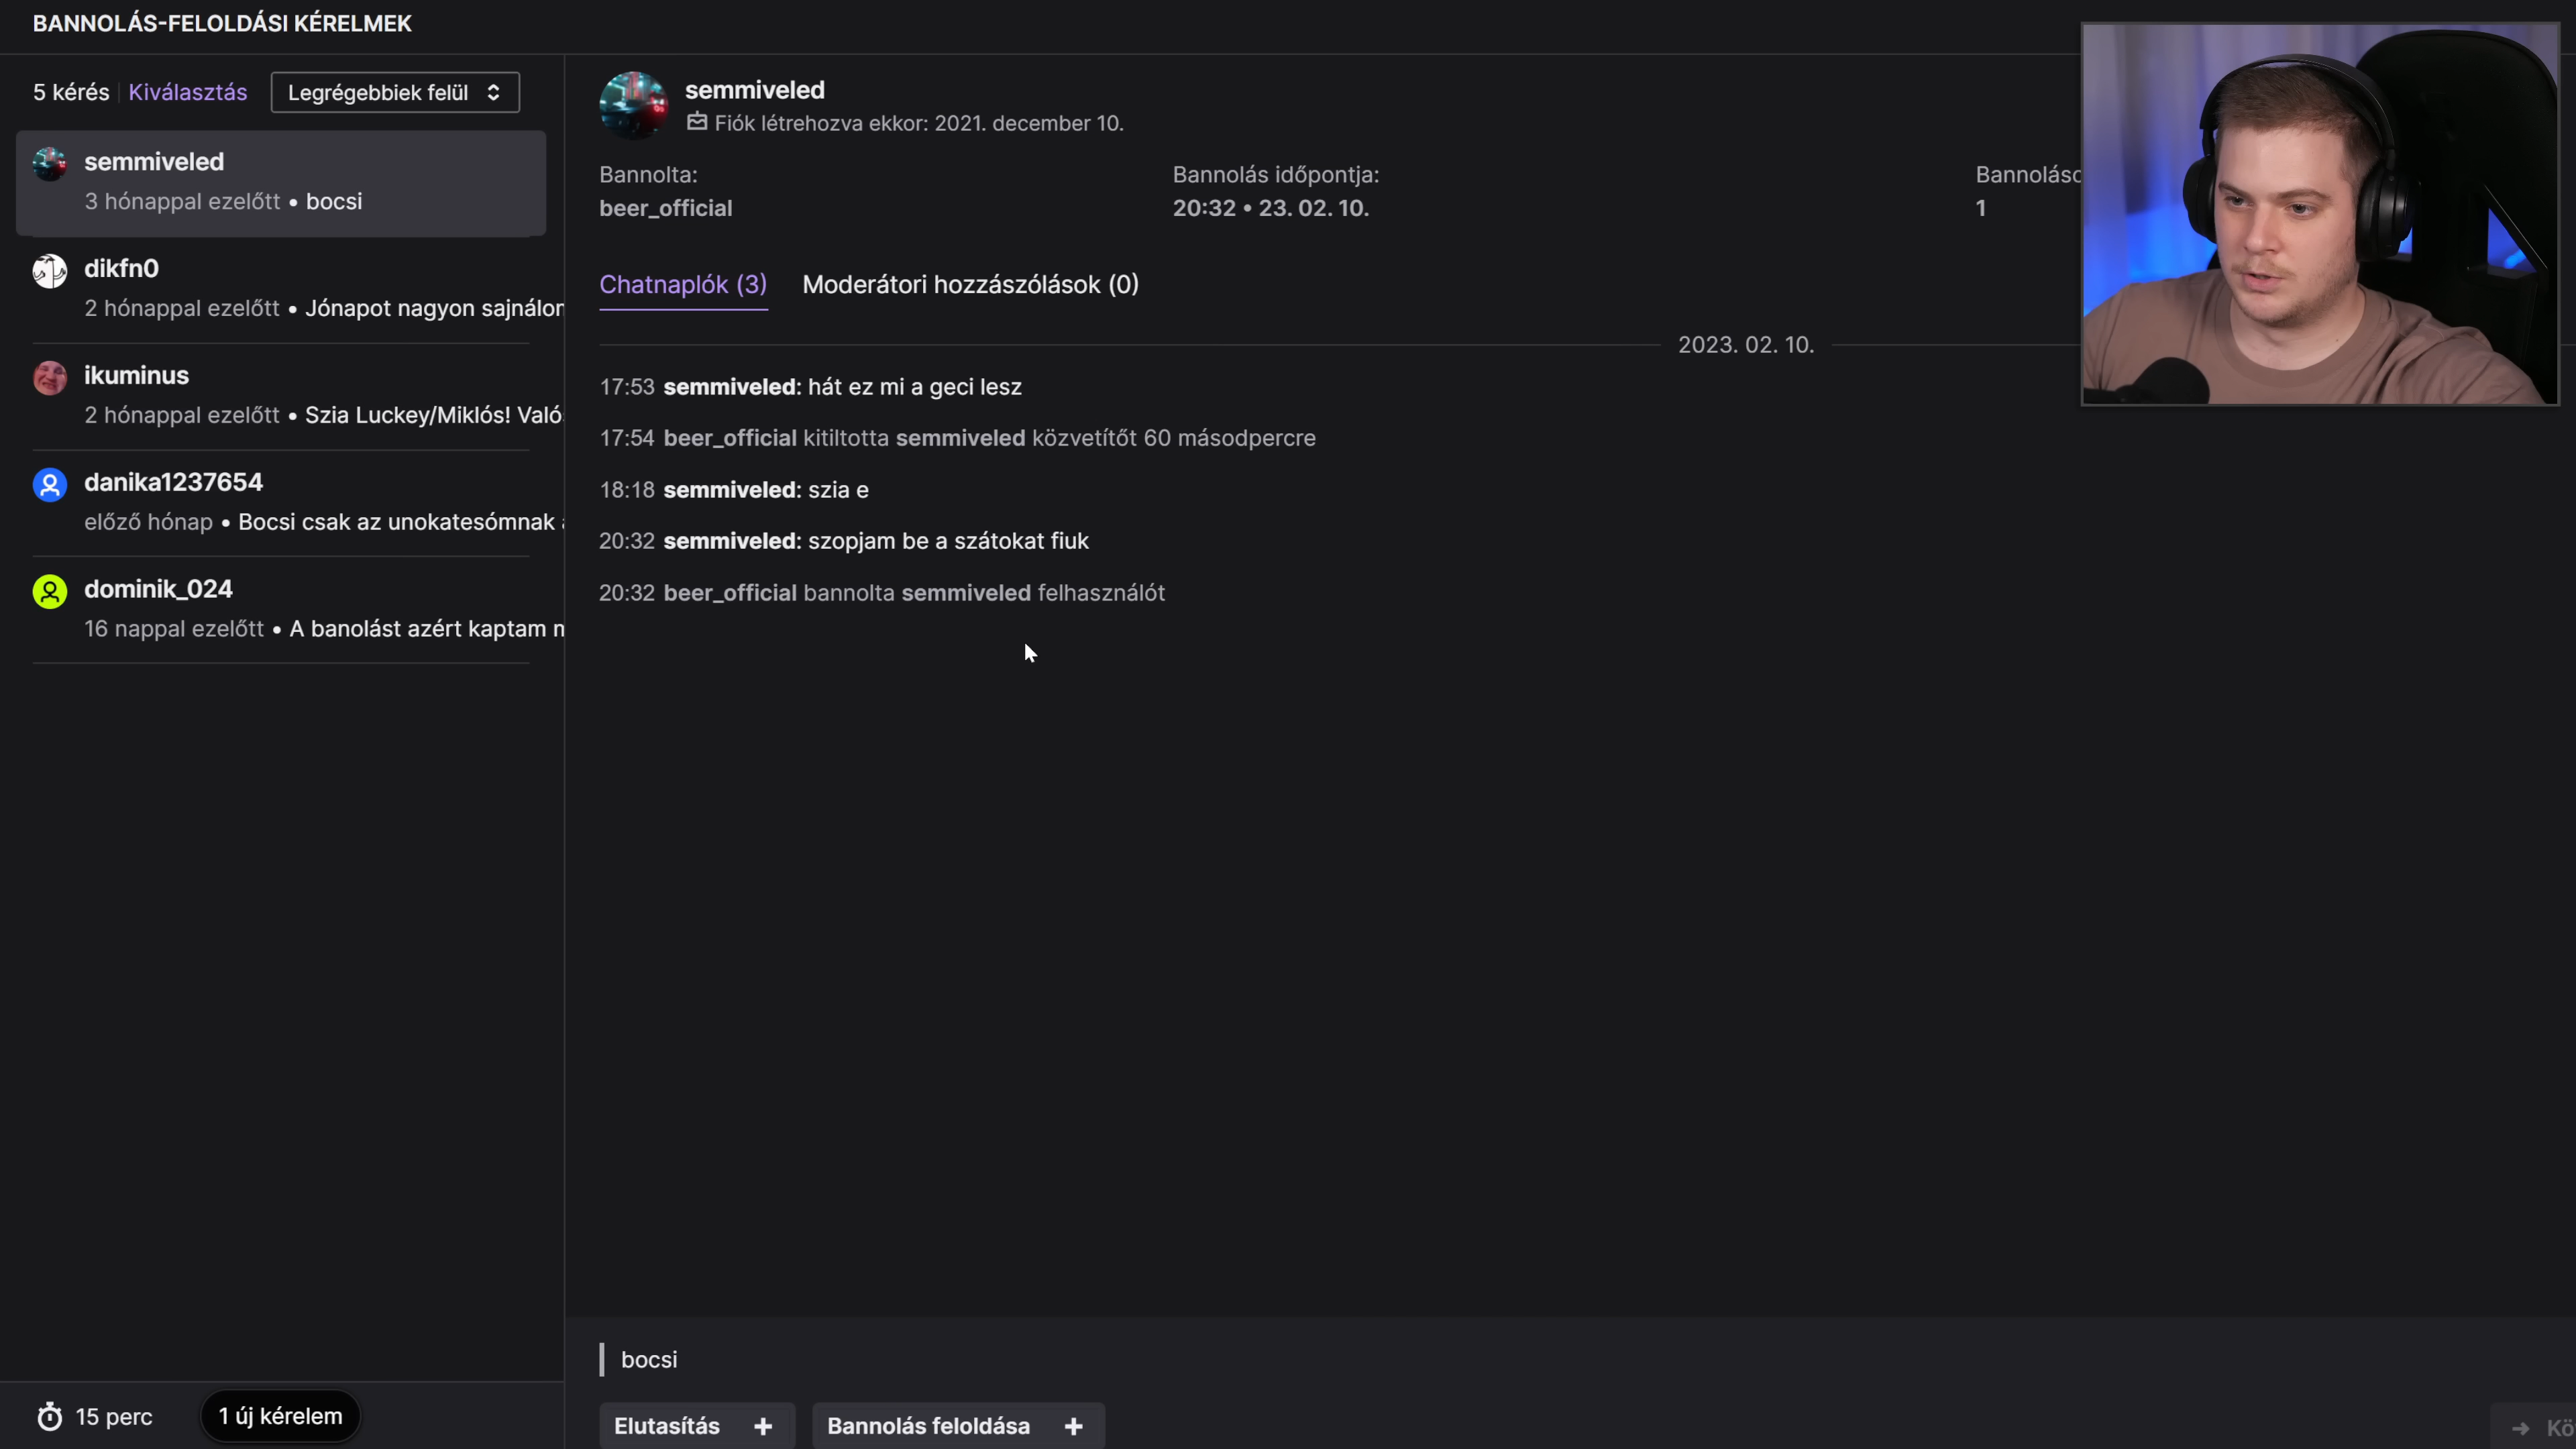 BANNOLÁS-FELOLDÁSI KÉRELMEK
5 kérés
Kiválasztás
Legrégebbiek felül
semmiveled
3 hónappal ezelőtt • bocsi
dikfn0
2 hónappal ezelőtt • Jónapot nagyon
ikuminus
2 hónappal ezelőtt • Szia Luckey/Miklós!
danika1237654
előző hónap • Bocsi csak az unokatesómnak
dominik_024
16 nappal ezelőtt • A banolást azért kaptam
15 perc
1 új kérelem
semmiveled
Fiók létrehozva ekkor: 2021. december 10.
Bannolta:
beer_official
Bannolás időpontja:
20:32 • 23. 02. 10.
1
Chatnaplók (3)
Moderátori hozzászólások (0)
2023. 02. 10.
17:53 semmiveled: hát ez mi a geci lesz
17:54 beer_official kitiltotta semmiveled közvetítőt 60 másodpercre
18:18 semmiveled: szia e
20:32 semmiveled: szopjam be a szátokat fiuk
20:32 beer_official bannolta semmiveled felhasználót
bocsi
Elutasítás +
Bannolás feloldása +